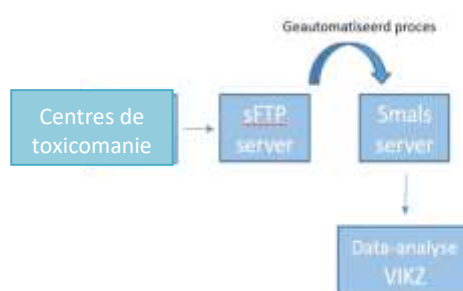 Geautomatiseerd proces
Centres de
toxicomanie
sFTP
server
Smals
server
Data-analyse
VIKZ